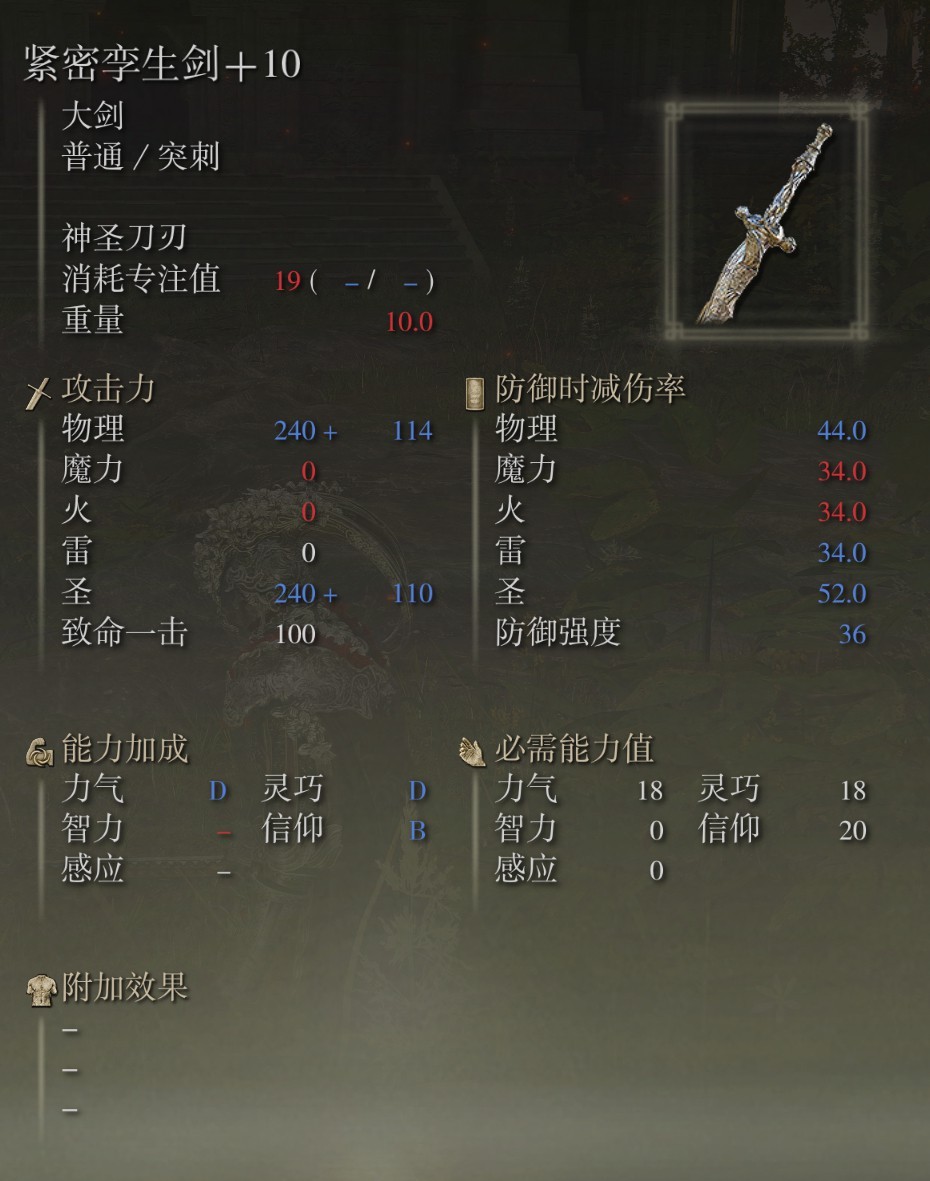 紧密孪生剑+10
大剑
普通 / 突刺
神圣刀刃
消耗专注值 19 ( – / – )
重量 10.0
攻击力
物理 240 + 114
魔力 0
火 0
雷 0
圣 240 + 110
致命一击 100
防御时减伤率
物理 44.0
魔力 34.0
火 34.0
雷 34.0
圣 52.0
防御强度 36
能力加成
力气 D 灵巧 D
智力 – 信仰 B
感应 –
必需能力值
力气 18 灵巧 18
智力 0 信仰 20
感应 0
附加效果
–
–
–